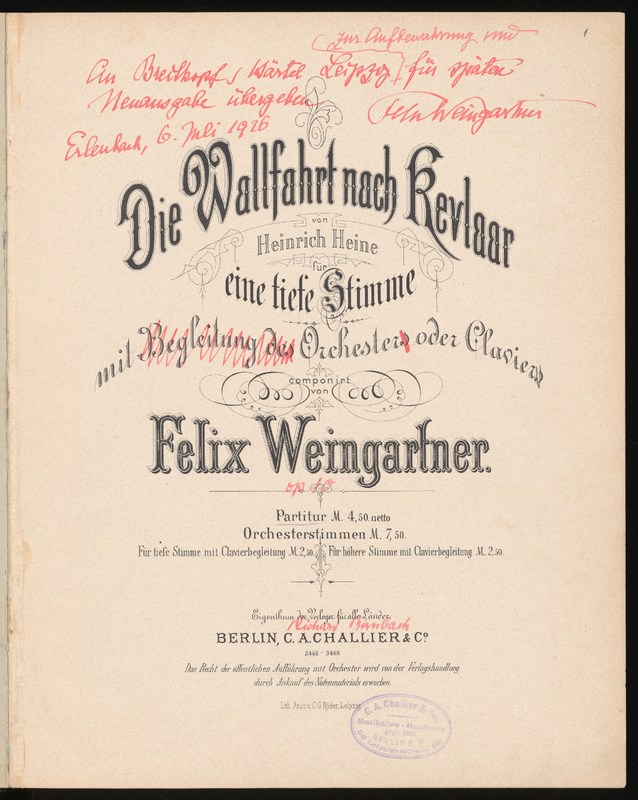 zur Aufbewahrung und
An Breitkopf & Härtel Leipzig für spätere
Neuausgabe übergeben
Felix Weingartner
Erlenbach, 6. Juli 1926
1
Die Wallfahrt nach Kevlaar
von
Heinrich Heine
für
eine tiefe Stimme
mit Begleitung des Orchesters oder Claviers
componirt
von
Felix Weingartner.
op
Partitur M. 4,50. netto
Orchesterstimmen M. 7,50.
Für tiefe Stimme mit Clavierbegleitung M. 2,50. Für höhere Stimme mit Clavierbegleitung M. 2,50.
Eigenthum der Verleger für alle Länder.
Richard Birnbach
BERLIN, C. A. CHALLIER & Co.
3446 - 3449.
Das Recht der öffentlichen Aufführung mit Orchester wird von der Verlagshandlung
durch Ankauf des Notenmaterials erworben.
Lith. Anst. v. C. G. Röder, Leipzig.
C. A. Challier & Co.
Musikalien-Handlung
BERLIN S. W.
Leipzigerstrasse